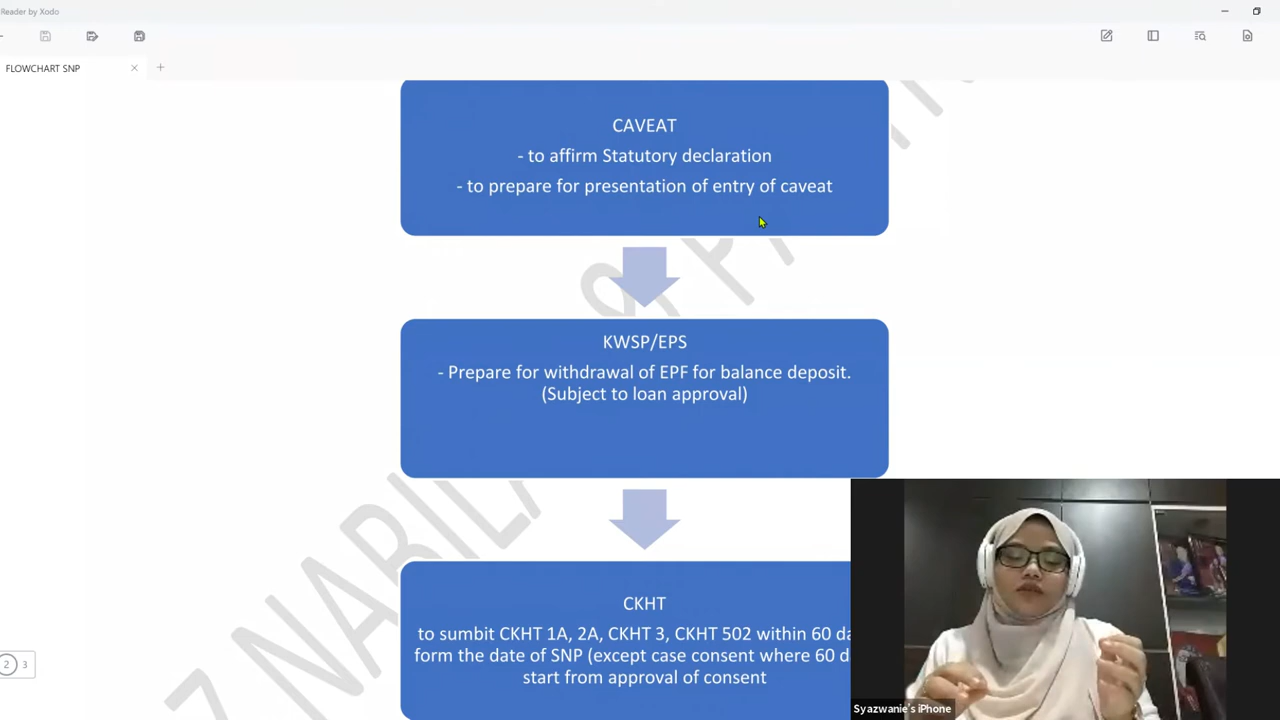 Reader by Xodo
FLOWCHART SNP
CAVEAT
- to affirm Statutory declaration
- to prepare for presentation of entry of caveat
KWSP/EPS
- Prepare for withdrawal of EPF for balance deposit.
(Subject to loan approval)
CKHT
to sumbit CKHT 1A, 2A, CKHT 3, CKHT 502 within 60 da
form the date of SNP (except case consent where 60 d
start from approval of consent
2 3
Syazwanie's iPhone